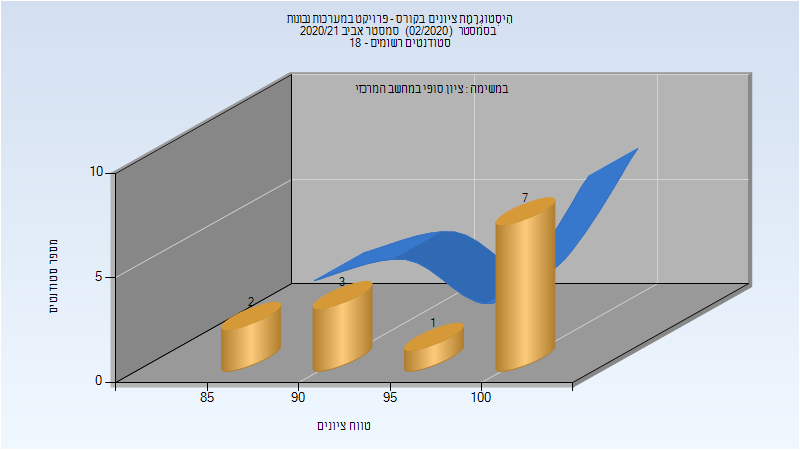 היסטוגרמת ציונים בקורס - פרויקט במערכות נבונות
בסמסטר (02/2020) סמסטר אביב 2020/21
סטודנטים רשומים - 18
במשימה : ציון סופי במחשב המרכזי
מספר סטודנטים
10
5
0
2
3
1
7
85
90
95
100
טווח ציונים